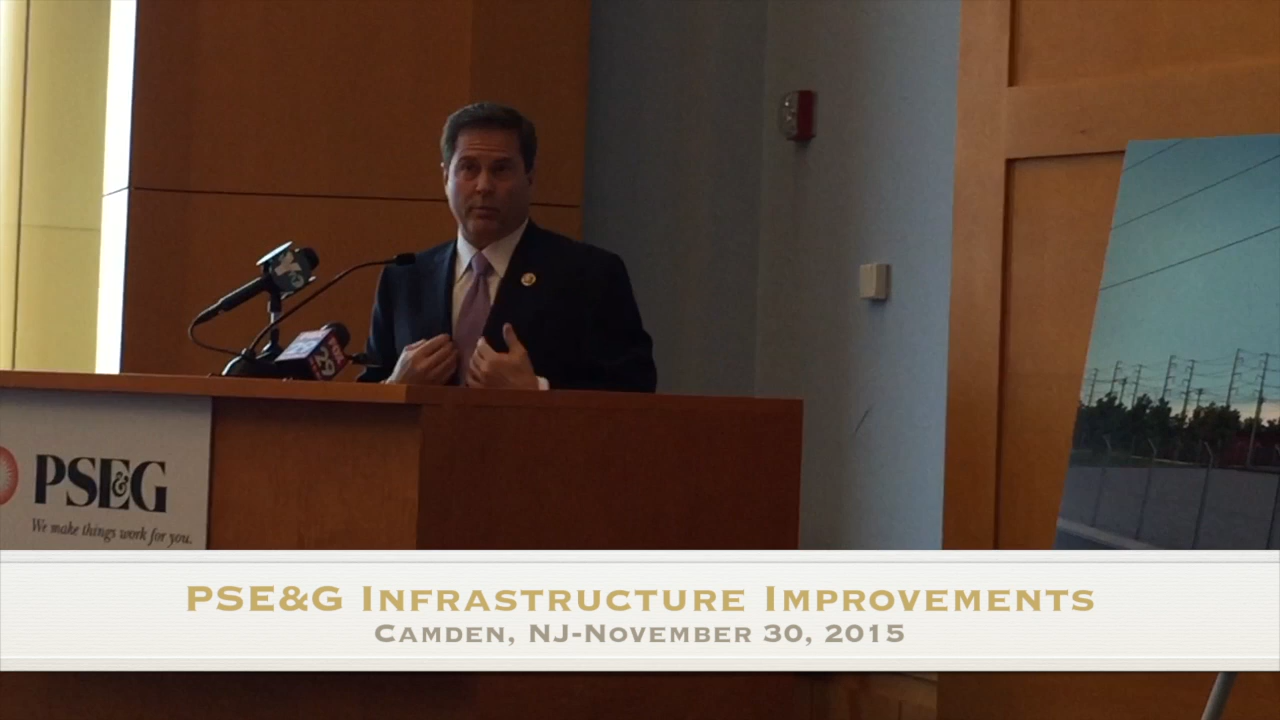 FOX
29
PSE&G
We make things work for you.
PSE&G Infrastructure Improvements
Camden, NJ-November 30, 2015